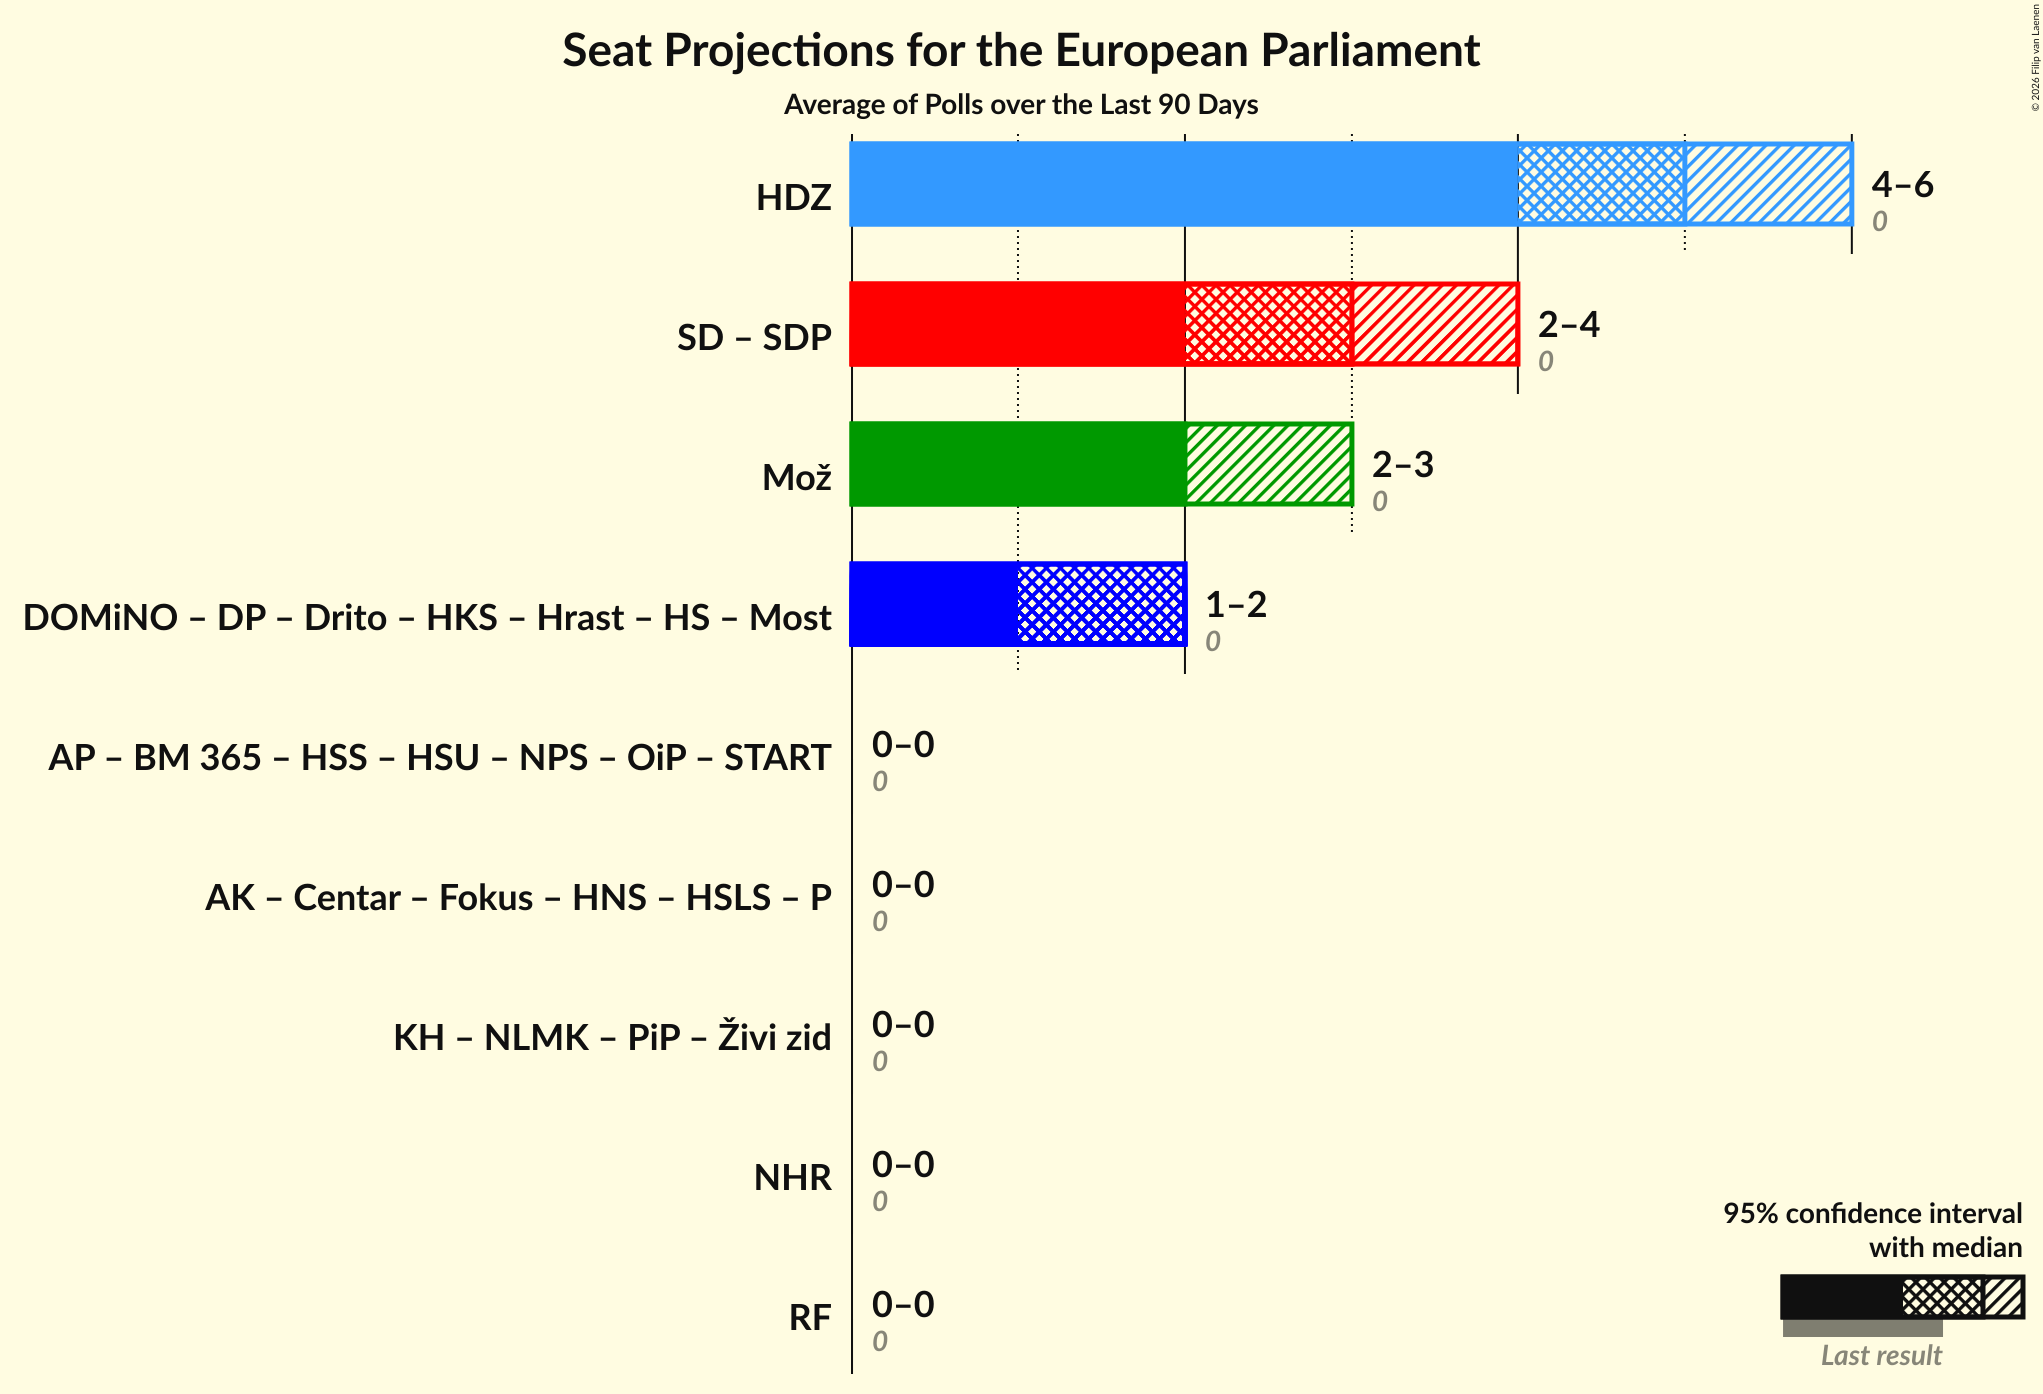 Seat Projections for the European Parliament
Average of Polls over the Last 90 Days
© 2026 Filip van Laenen
HDZ
4–6
0
SD – SDP
2–4
0
Mož
2–3
0
DOMiNO – DP – Drito – HKS – Hrast – HS – Most
1–2
0
AP – BM 365 – HSS – HSU – NPS – OiP – START
0–0
0
AK – Centar – Fokus – HNS – HSLS – P
0–0
0
KH – NLMK – PiP – Živi zid
0–0
0
NHR
0–0
0
RF
0–0
0
95% confidence interval
with median
Last result